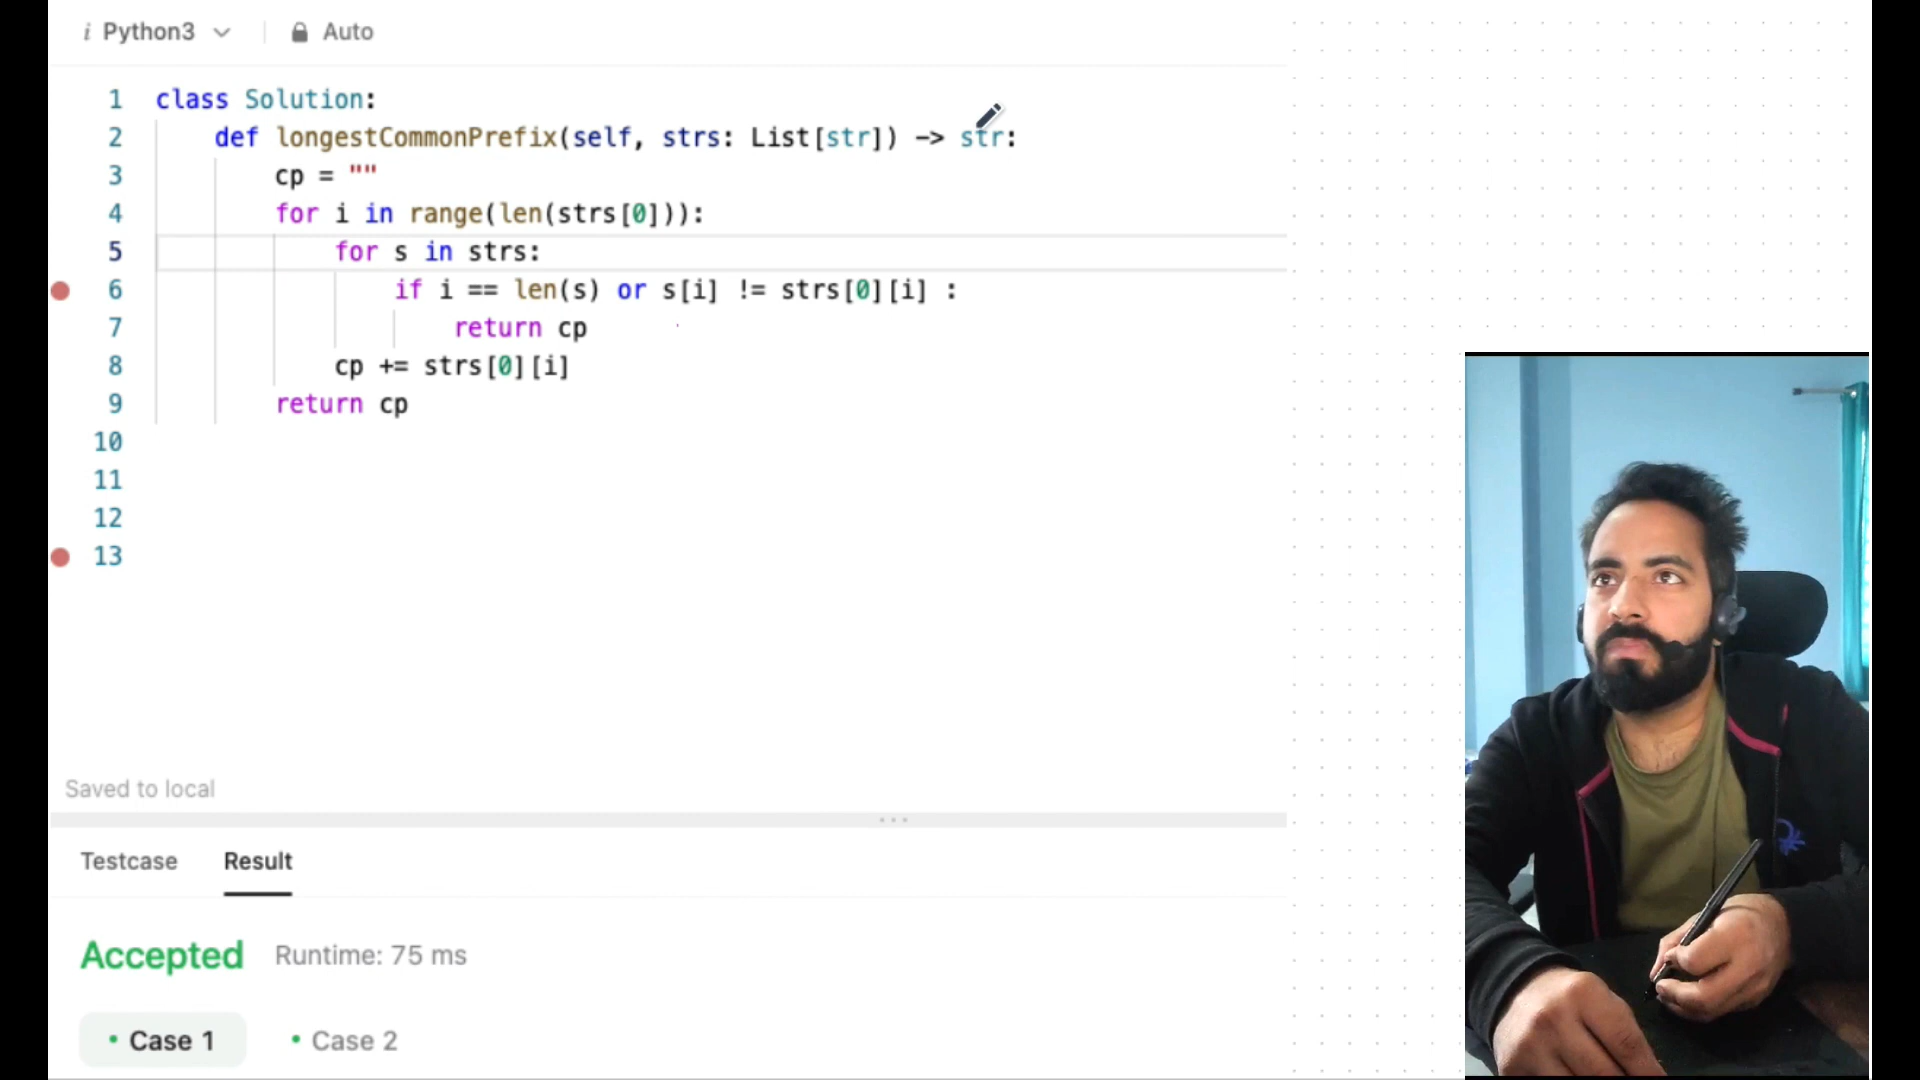 i Python3 Auto
1 class Solution:
2 def longestCommonPrefix(self, strs: List[str]) -> str:
3 cp = ""
4 for i in range(len(strs[0])):
5 for s in strs:
6 if i == len(s) or s[i] != strs[0][i] :
7 return cp
8 cp += strs[0][i]
9 return cp
10
11
12
13
Saved to local
Testcase Result
Accepted Runtime: 75 ms
• Case 1 • Case 2